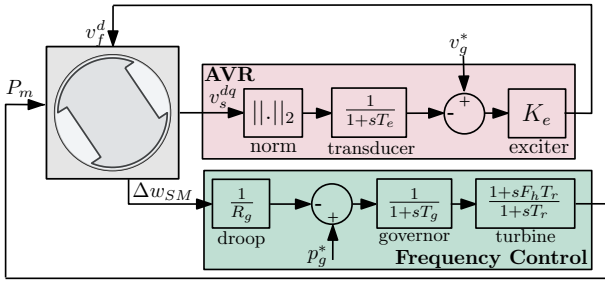 v_f^d
P_m
AVR
v_s^{dq}
||.||_2
norm
1
1+sT_e
transducer
v_g^*
-
+
K_e
exciter
Δw_{SM}
1
R_g
droop
-
+
p_g^*
1
1+sT_g
governor
1+sF_hT_r
1+sT_r
turbine
Frequency Control